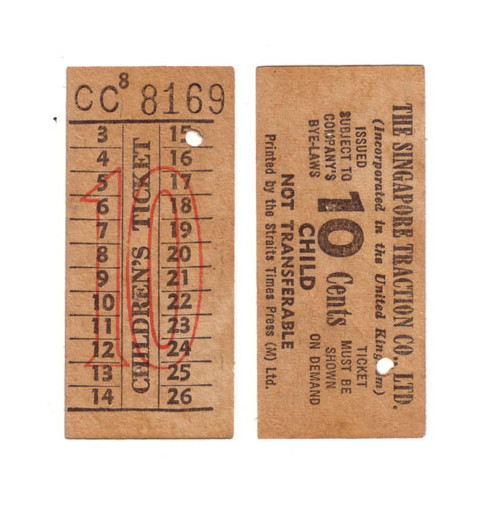 CC⁸ 8169
3 15
4 16
5 17
6 18
7 19
8 20
9 21
10 22
11 23
12 24
13 25
14 26
CHILDREN'S TICKET
10
THE SINGAPORE TRACTION CO., LTD.
(Incorporated in the United Kingdom)
ISSUED
SUBJECT TO
COMPANY'S
BYE-LAWS
10 Cents
TICKET
MUST BE
SHOWN
ON DEMAND
CHILD
NOT TRANSFERABLE
Printed by the Straits Times Press (M) Ltd.